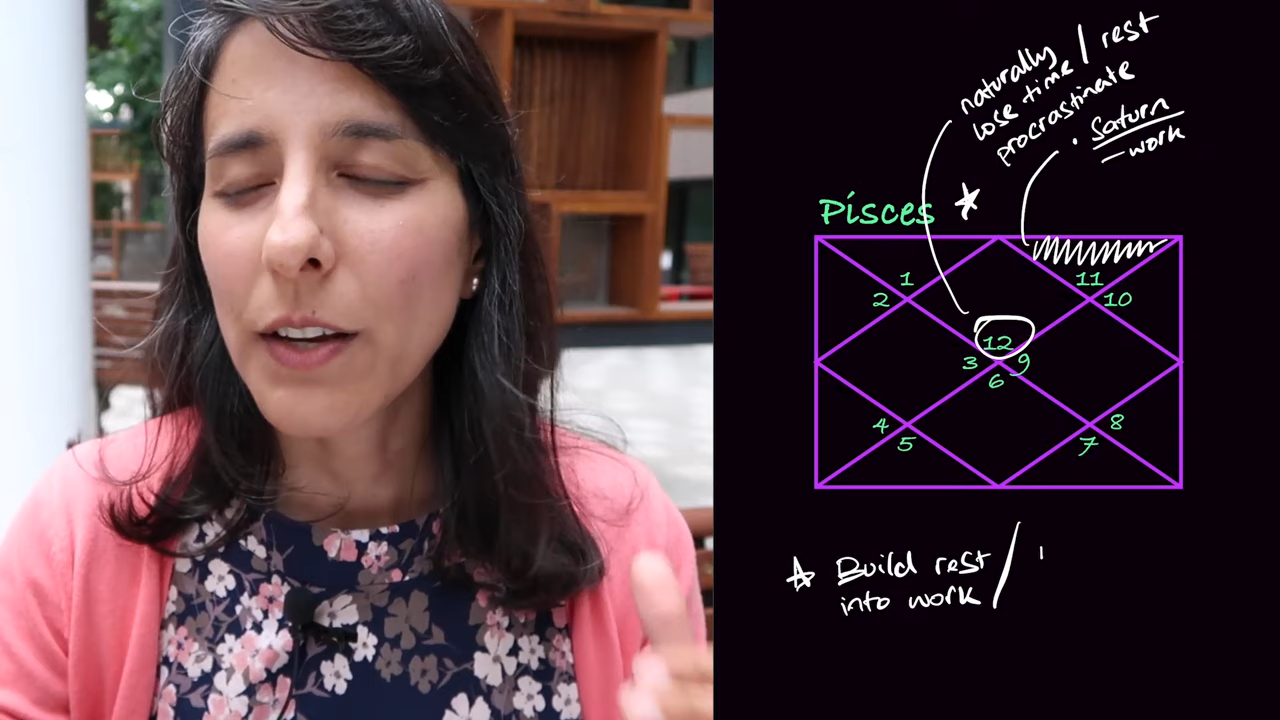 naturally / rest
lose time
procrastinate
• Saturn
- work
Pisces
1
11
2
10
12
3
9
6
4
8
5
7
Build rest /
into work